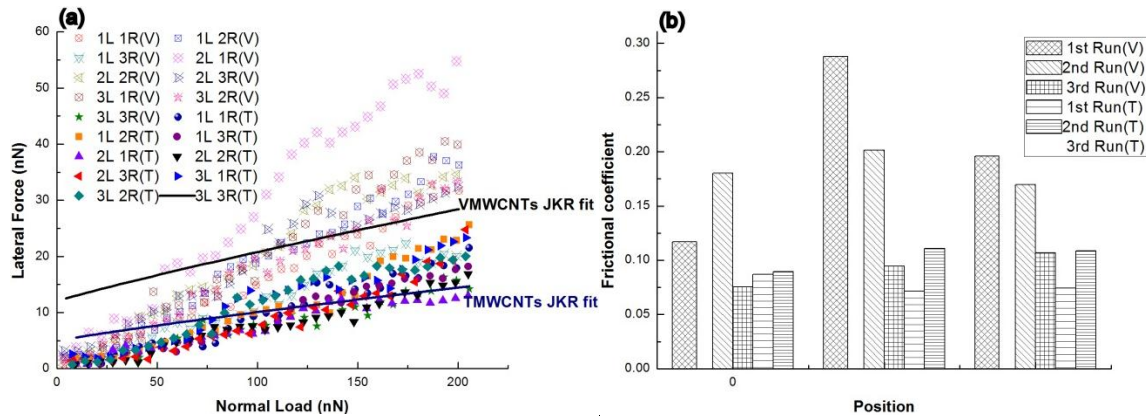 (a)
60
50
40
30
20
10
0
Lateral Force (nN)
1L 1R(V) 1L 2R(V)
1L 3R(V) 2L 1R(V)
2L 2R(V) 2L 3R(V)
3L 1R(V) 3L 2R(V)
3L 3R(V) 1L 1R(T)
1L 2R(T) 1L 3R(T)
2L 1R(T) 2L 2R(T)
2L 3R(T) 3L 1R(T)
3L 2R(T) 3L 3R(T)
VMWCNTs JKR fit
TMWCNTs JKR fit
0 50 100 150 200
Normal Load (nN)
(b)
0.30
0.25
0.20
0.15
0.10
0.05
0.00
Frictional coefficient
1st Run(V)
2nd Run(V)
3rd Run(V)
1st Run(T)
2nd Run(T)
3rd Run(T)
0
Position